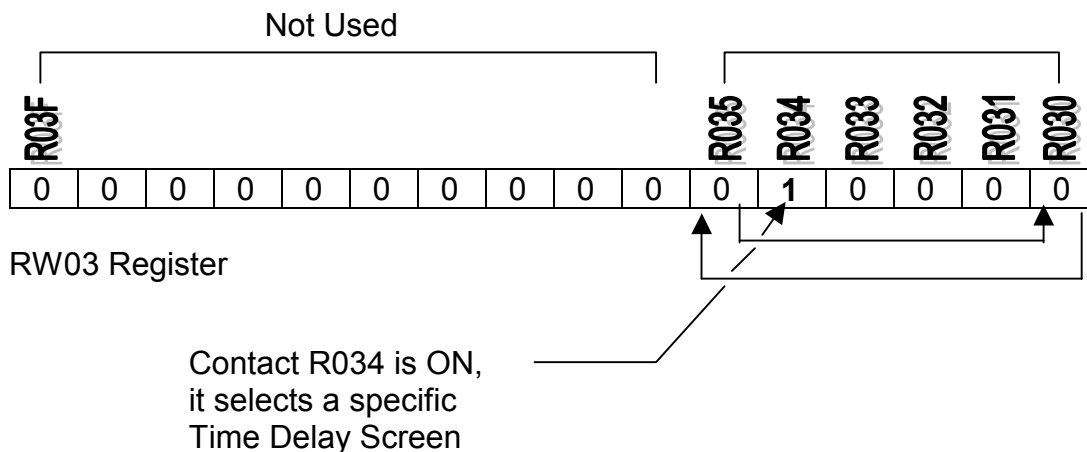 Not Used
R03F R035 R034 R033 R032 R031 R030
0 0 0 0 0 0 0 0 0 0 0 1 0 0 0 0
RW03 Register
Contact R034 is ON,
it selects a specific
Time Delay Screen